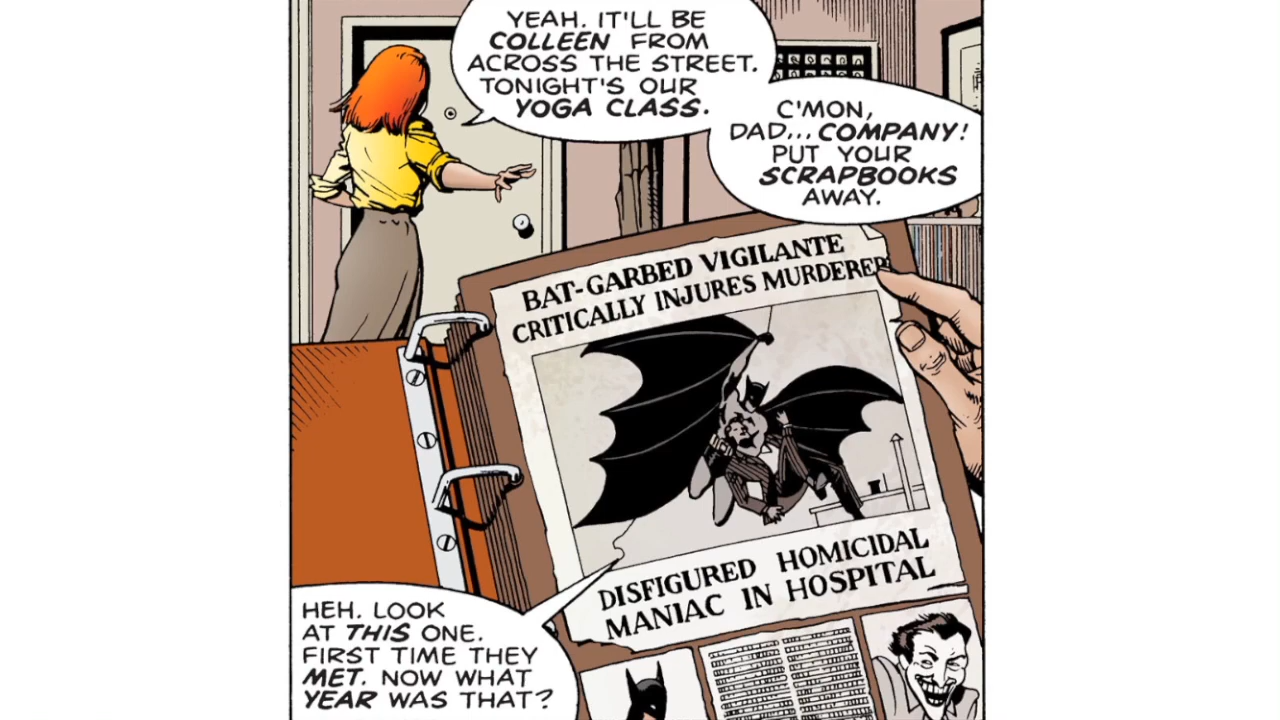 YEAH. IT'LL BE
COLLEEN FROM
ACROSS THE STREET.
TONIGHT'S OUR
YOGA CLASS.
C'MON,
DAD... COMPANY!
PUT YOUR
SCRAPBOOKS
AWAY.
BAT-GARBED VIGILANTE
CRITICALLY INJURES MURDERER
DISFIGURED HOMICIDAL
MANIAC IN HOSPITAL
HEH. LOOK
AT THIS ONE.
FIRST TIME THEY
MET. NOW WHAT
YEAR WAS THAT?